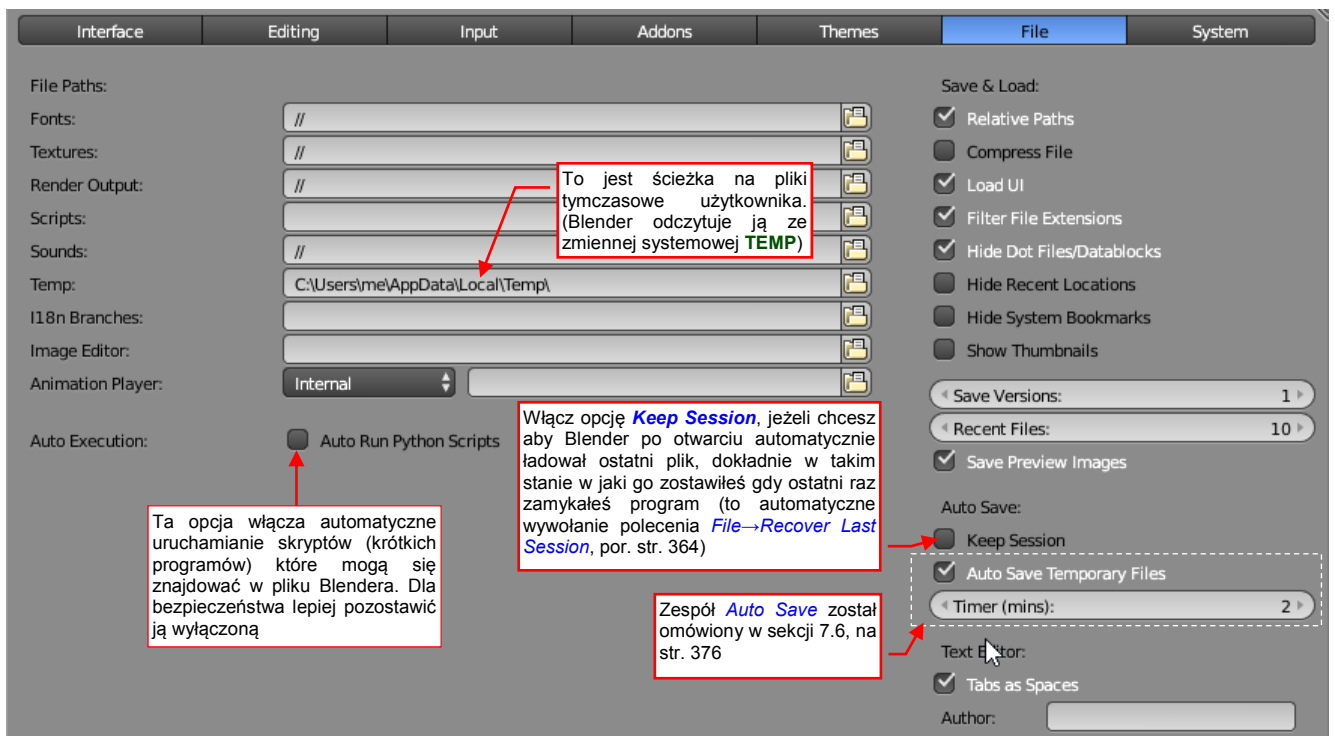 Interface
Editing
Input
Addons
Themes
File
System
File Paths:
Fonts:
//
Textures:
//
Render Output:
//
Scripts:
Sounds:
//
Temp:
C:\Users\me\AppData\Local\Temp\
I18n Branches:
Image Editor:
Animation Player:
Internal
Auto Execution:
Auto Run Python Scripts
To jest ścieżka na pliki
tymczasowe użytkownika.
(Blender odczytuje ją ze
zmiennej systemowej TEMP)
Włącz opcję Keep Session, jeżeli chcesz
aby Blender po otwarciu automatycznie
ładował ostatni plik, dokładnie w takim
stanie w jaki go zostawiłeś gdy ostatni raz
zamykałeś program (to automatyczne
wywołanie polecenia File→Recover Last
Session, por. str. 364)
Ta opcja włącza automatyczne
uruchamianie skryptów (krótkich
programów) które mogą się
znajdować w pliku Blendera. Dla
bezpieczeństwa lepiej pozostawić
ją wyłączoną
Zespół Auto Save został
omówiony w sekcji 7.6, na
str. 376
Save & Load:
Relative Paths
Compress File
Load UI
Filter File Extensions
Hide Dot Files/Datablocks
Hide Recent Locations
Hide System Bookmarks
Show Thumbnails
Save Versions: 1
Recent Files: 10
Save Preview Images
Auto Save:
Keep Session
Auto Save Temporary Files
Timer (mins): 2
Text Editor:
Tabs as Spaces
Author: